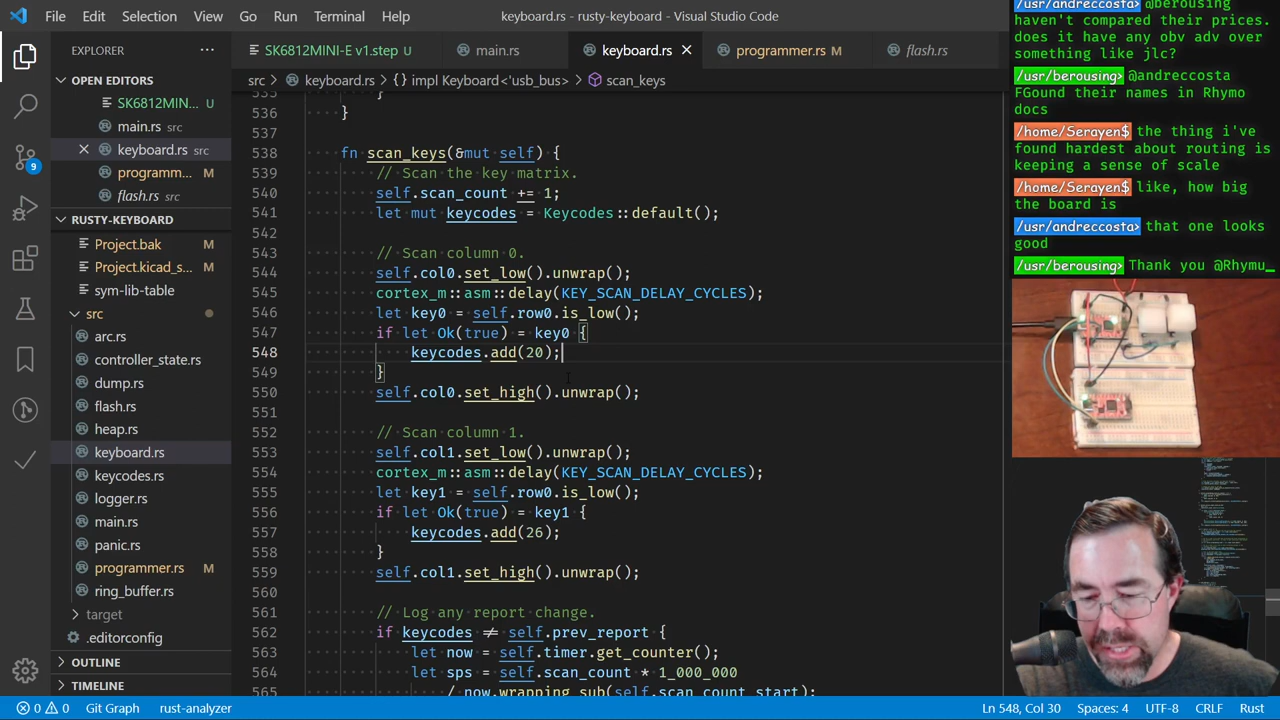 File Edit Selection View Go Run Terminal Help
keyboard.rs - rusty-keyboard - Visual Studio Code
EXPLORER
OPEN EDITORS
SK6812MIN... U
main.rs src
keyboard.rs src
programm... M
flash.rs src
RUSTY-KEYBOARD
Project.bak M
Project.kicad_s... M
sym-lib-table
src
arc.rs
controller_state.rs
dump.rs
flash.rs
heap.rs
keyboard.rs
keycodes.rs
logger.rs
main.rs
panic.rs
programmer.rs M
ring_buffer.rs
target
.editorconfig
OUTLINE
TIMELINE
9
SK6812MINI-E v1.step U
main.rs
keyboard.rs
programmer.rs M
flash.rs
src > keyboard.rs > {} impl Keyboard<'usb_bus> > scan_keys
535 }
536 }
537
538 fn scan_keys(&mut self) {
539 // Scan the key matrix.
540 self.scan_count += 1;
541 let mut keycodes = Keycodes::default();
542
543 // Scan column 0.
544 self.col0.set_low().unwrap();
545 cortex_m::asm::delay(KEY_SCAN_DELAY_CYCLES);
546 let key0 = self.row0.is_low();
547 if let Ok(true) = key0 {
548 keycodes.add(20);
549 }
550 self.col0.set_high().unwrap();
551
552 // Scan column 1.
553 self.col1.set_low().unwrap();
554 cortex_m::asm::delay(KEY_SCAN_DELAY_CYCLES);
555 let key1 = self.row0.is_low();
556 if let Ok(true) = key1 {
557 keycodes.add(26);
558 }
559 self.col1.set_high().unwrap();
560
561 // Log any report change.
562 if keycodes ≠ self.prev_report {
563 let now = self.timer.get_counter();
564 let sps = self.scan_count * 1_000_000
565 / now.wrapping_sub(self.scan_count_start);
0 0 Git Graph rust-analyzer
Ln 548, Col 30 Spaces: 4 UTF-8 CRLF Rust
/usr/andreccosta> @berousing
haven't compared their prices.
does it have any obv adv over
something like jlc?
/usr/berousing> @andreccosta
FGound their names in Rhymo
docs
/home/Serayen$ the thing i've
found hardest about routing is
keeping a sense of scale
/home/Serayen$ like, how big
the board is
/usr/andreccosta> that one looks
good
/usr/berousing> Thank you @Rhymu_